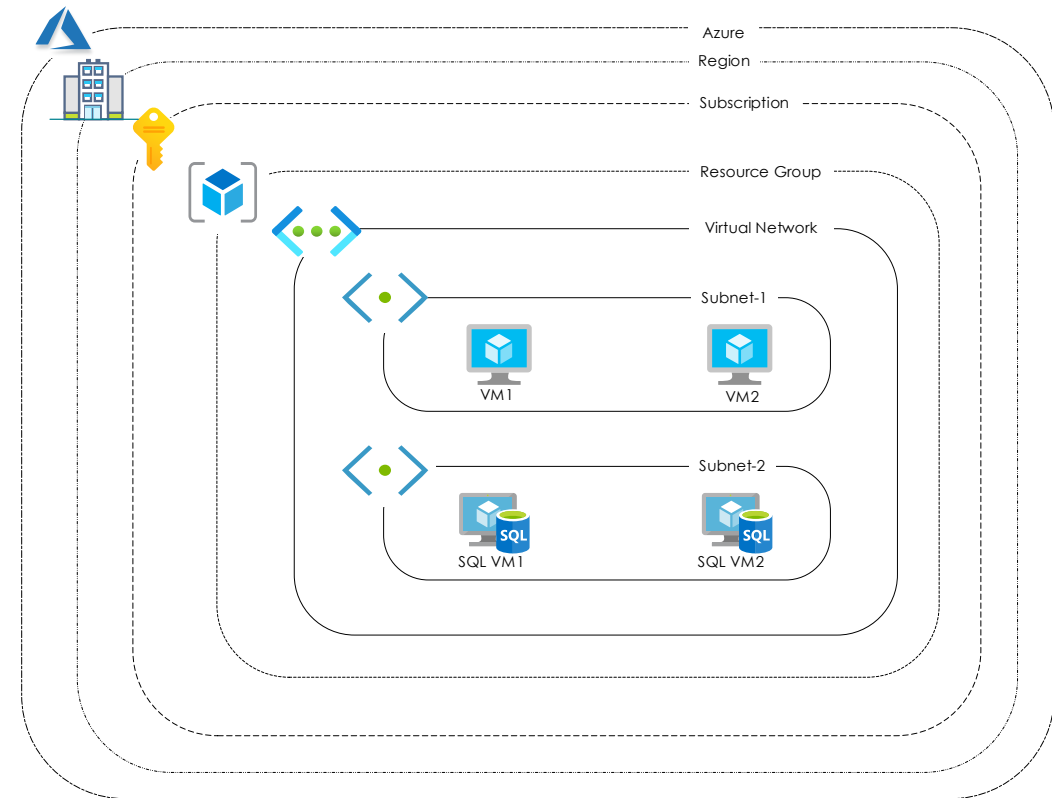 Azure
Region
Subscription
Resource Group
Virtual Network
Subnet-1
VM1
VM2
Subnet-2
SQL
SQL
SQL VM1
SQL VM2